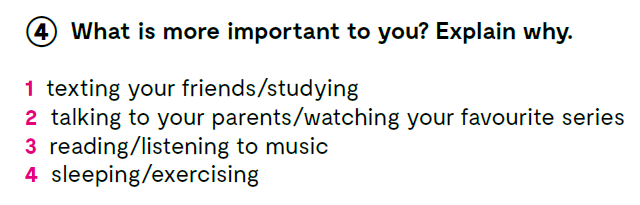 4 What is more important to you? Explain why.
1 texting your friends/studying
2 talking to your parents/watching your favourite series
3 reading/listening to music
4 sleeping/exercising